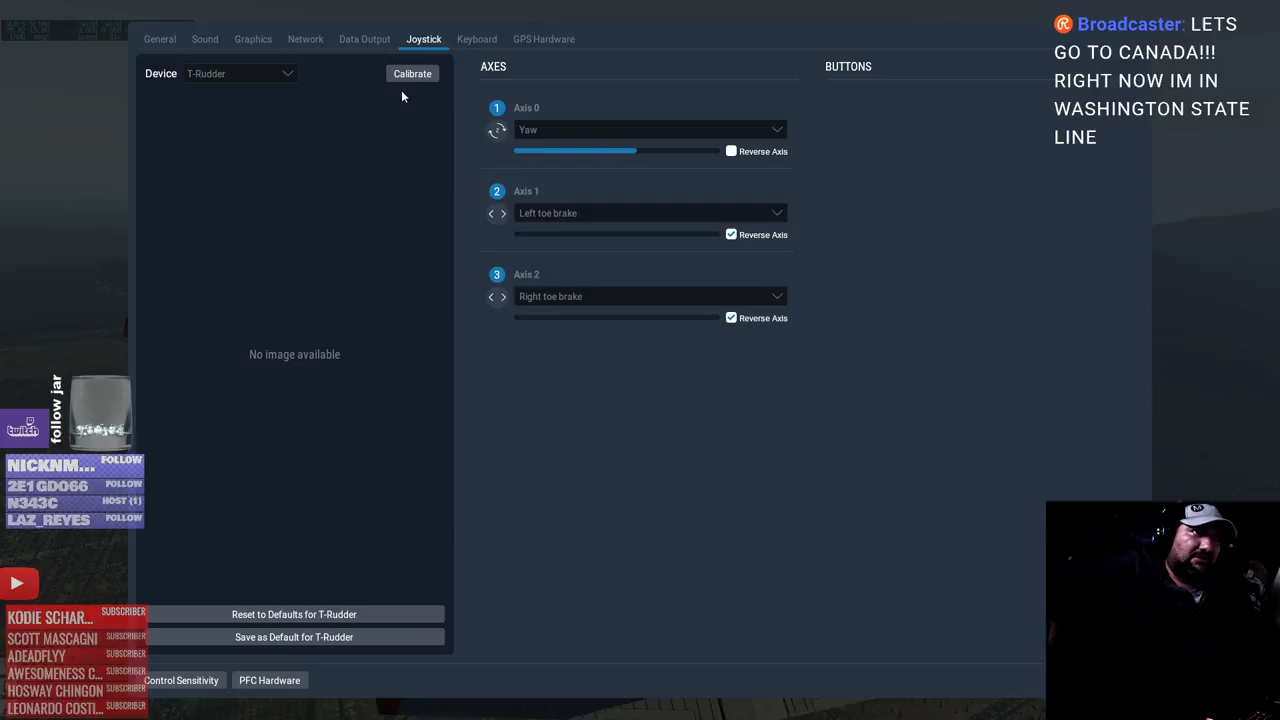 General Sound Graphics Network Data Output Joystick Keyboard GPS Hardware
Device T-Rudder Calibrate
No image available
Reset to Defaults for T-Rudder
Save as Default for T-Rudder
Control Sensitivity PFC Hardware
AXES
1 Axis 0
Yaw
Reverse Axis
2 Axis 1
Left toe brake
Reverse Axis
3 Axis 2
Right toe brake
Reverse Axis
BUTTONS
Broadcaster: LETS
GO TO CANADA!!!
RIGHT NOW IM IN
WASHINGTON STATE
LINE
follow jar
twitch
NICKNM... FOLLOW
2E1GDO66 FOLLOW
N343C HOST (1)
LAZ_REYES FOLLOW
KODIE SCHAR... SUBSCRIBER
SCOTT MASCAGNI SUBSCRIBER
ADEADFLYY SUBSCRIBER
AWESOMENESS C... SUBSCRIBER
HOSWAY CHINGON SUBSCRIBER
LEONARDO COSTI... SUBSCRIBER